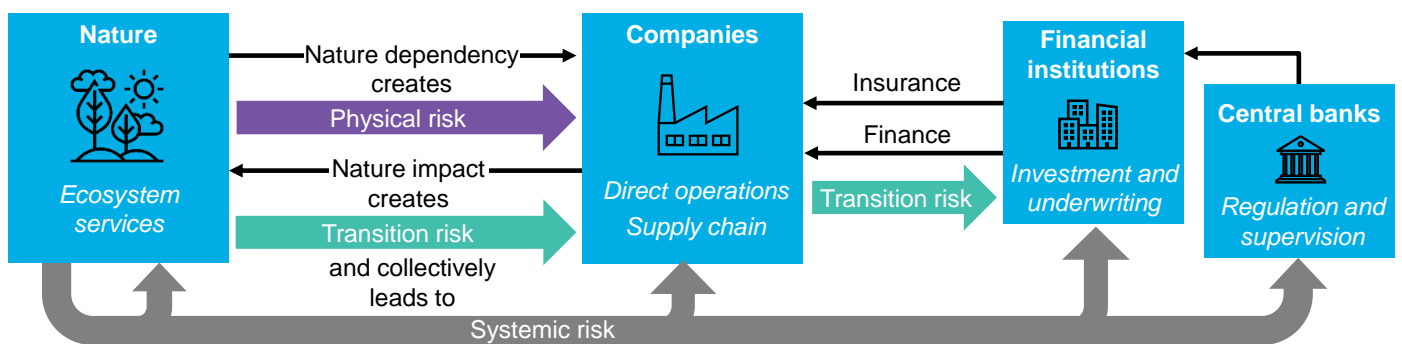 Nature
Ecosystem
services
Nature dependency
creates
Physical risk
Nature impact
creates
Transition risk
and collectively
leads to
Companies
Direct operations
Supply chain
Insurance
Finance
Transition risk
Financial
institutions
Investment and
underwriting
Central banks
Regulation and
supervision
Systemic risk